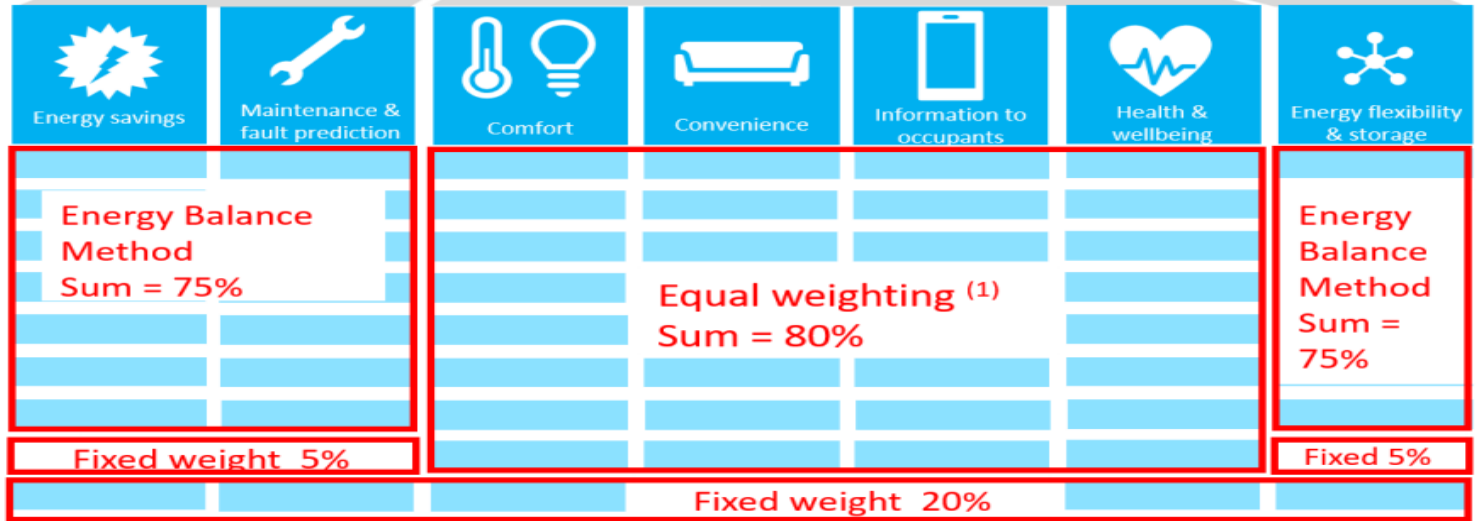 Energy savings
Maintenance &
fault prediction
Comfort
Convenience
Information to
occupants
Health &
wellbeing
Energy flexibility
& storage
Energy Balance
Method
Sum = 75%
Equal weighting (1)
Sum = 80%
Energy
Balance
Method
Sum =
75%
Fixed weight 5%
Fixed 5%
Fixed weight 20%